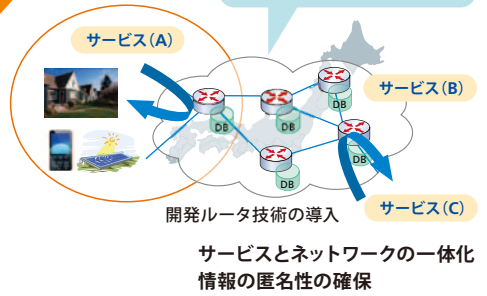 サービス(A)
サービス(B)
DB
DB
DB
DB
DB
サービス(C)
開発ルータ技術の導入
サービスとネットワークの一体化
情報の匿名性の確保